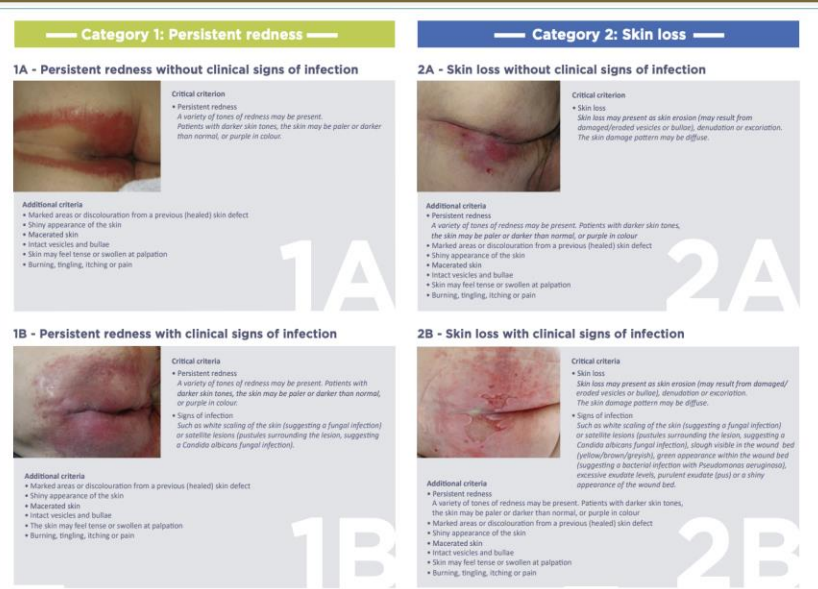 Category 1: Persistent redness
1A - Persistent redness without clinical signs of infection
Critical criterion
• Persistent redness
A variety of tones of redness may be present.
Patients with darker skin tones, the skin may be paler or darker
than normal, or purple in colour.
Additional criteria
• Marked areas or discolouration from a previous (healed) skin defect
• Shiny appearance of the skin
• Macerated skin
• Intact vesicles and bullae
• Skin may feel tense or swollen at palpation
• Burning, tingling, itching or pain
1A
1B - Persistent redness with clinical signs of infection
Critical criteria
• Persistent redness
A variety of tones of redness may be present. Patients with
darker skin tones, the skin may be paler or darker than normal,
or purple in colour.
• Signs of infection
Such as white scaling of the skin (suggesting a fungal infection)
or satellite lesions (pustules surrounding the lesion, suggesting
a Candida albicans fungal infection).
Additional criteria
• Marked areas or discolouration from a previous (healed) skin defect
• Shiny appearance of the skin
• Macerated skin
• Intact vesicles and bullae
• The skin may feel tense or swollen at palpation
• Burning, tingling, itching or pain
1B
Category 2: Skin loss
2A - Skin loss without clinical signs of infection
Critical criterion
• Skin loss
Skin loss may present as skin erosion (may result from
damaged/eroded vesicles or bullae), denudation or excoriation.
The skin damage pattern may be diffuse.
Additional criteria
• Persistent redness
A variety of tones of redness may be present. Patients with darker skin tones,
the skin may be paler or darker than normal, or purple in colour
• Marked areas or discolouration from a previous (healed) skin defect
• Shiny appearance of the skin
• Macerated skin
• Intact vesicles and bullae
• Skin may feel tense or swollen at palpation
• Burning, tingling, itching or pain
2A
2B - Skin loss with clinical signs of infection
Critical criteria
• Skin loss
Skin loss may present as skin erosion (may result from damaged/
eroded vesicles or bullae), denudation or excoriation.
The skin damage pattern may be diffuse.
• Signs of infection
Such as white scaling of the skin (suggesting a fungal infection)
or satellite lesions (pustules surrounding the lesion, suggesting a
Candida albicans fungal infection), slough visible in the wound bed
(yellow/brown/greyish), green appearance within the wound bed
(suggesting a bacterial infection with Pseudomonas aeruginosa),
excessive exudate levels, purulent exudate (pus) or a shiny
appearance of the wound bed.
Additional criteria
• Persistent redness
A variety of tones of redness may be present. Patients with darker skin tones,
the skin may be paler or darker than normal, or purple in colour
• Marked areas or discolouration from a previous (healed) skin defect
• Shiny appearance of the skin
• Macerated skin
• Intact vesicles and bullae
• Skin may feel tense or swollen at palpation
• Burning, tingling, itching or pain
2B